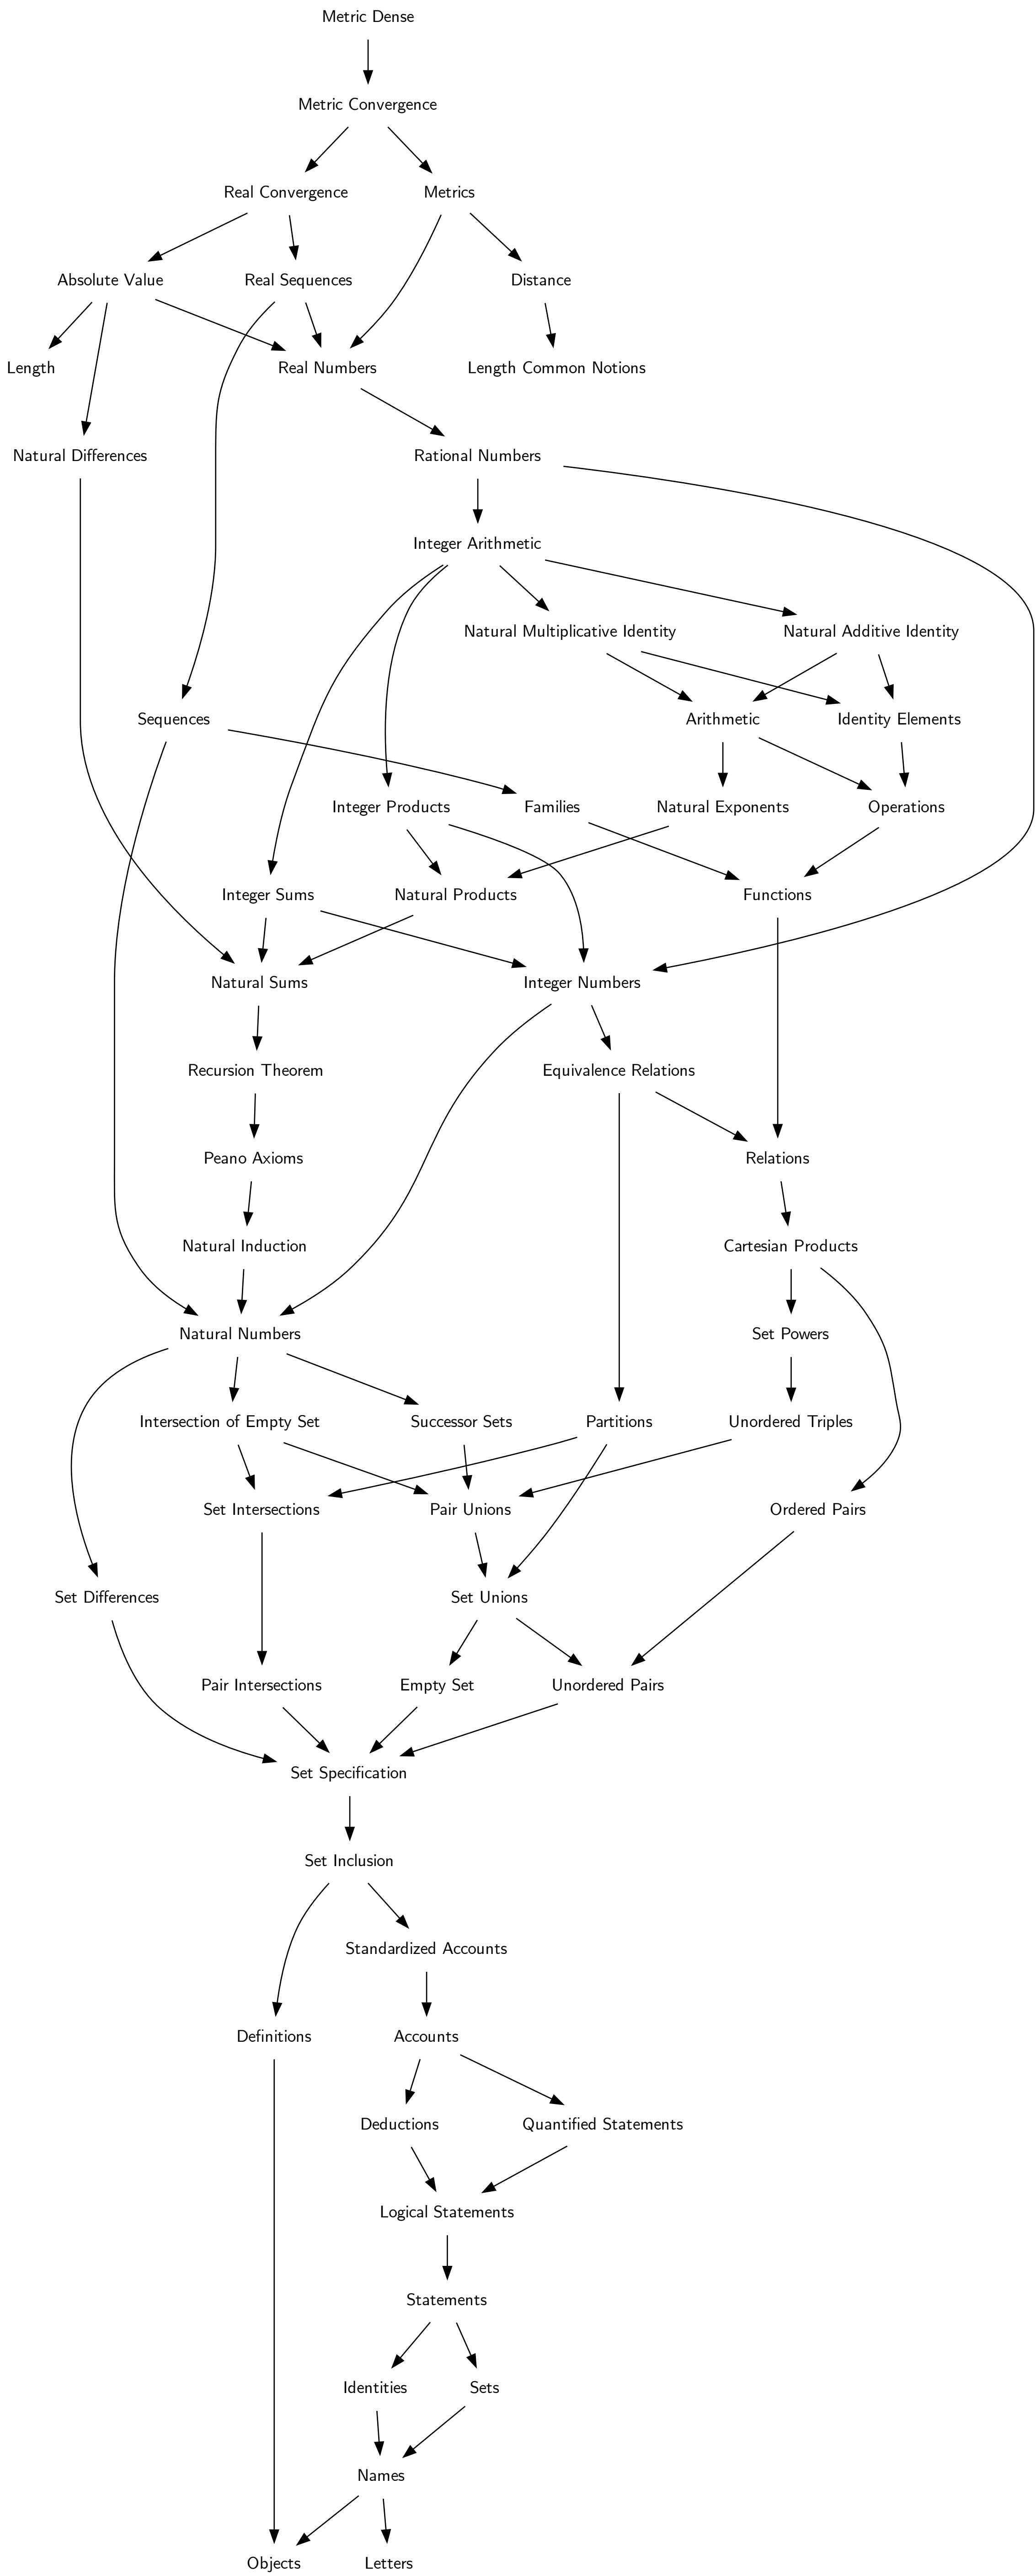 Metric Dense
Metric Convergence
Real Convergence
Metrics
Absolute Value
Real Sequences
Distance
Length
Real Numbers
Length Common Notions
Natural Differences
Rational Numbers
Integer Arithmetic
Natural Multiplicative Identity
Natural Additive Identity
Sequences
Arithmetic
Identity Elements
Integer Products
Families
Natural Exponents
Operations
Integer Sums
Natural Products
Functions
Natural Sums
Integer Numbers
Recursion Theorem
Equivalence Relations
Peano Axioms
Relations
Natural Induction
Cartesian Products
Natural Numbers
Set Powers
Intersection of Empty Set
Successor Sets
Partitions
Unordered Triples
Set Intersections
Pair Unions
Ordered Pairs
Set Differences
Set Unions
Pair Intersections
Empty Set
Unordered Pairs
Set Specification
Set Inclusion
Standardized Accounts
Definitions
Accounts
Deductions
Quantified Statements
Logical Statements
Statements
Identities
Sets
Names
Objects
Letters